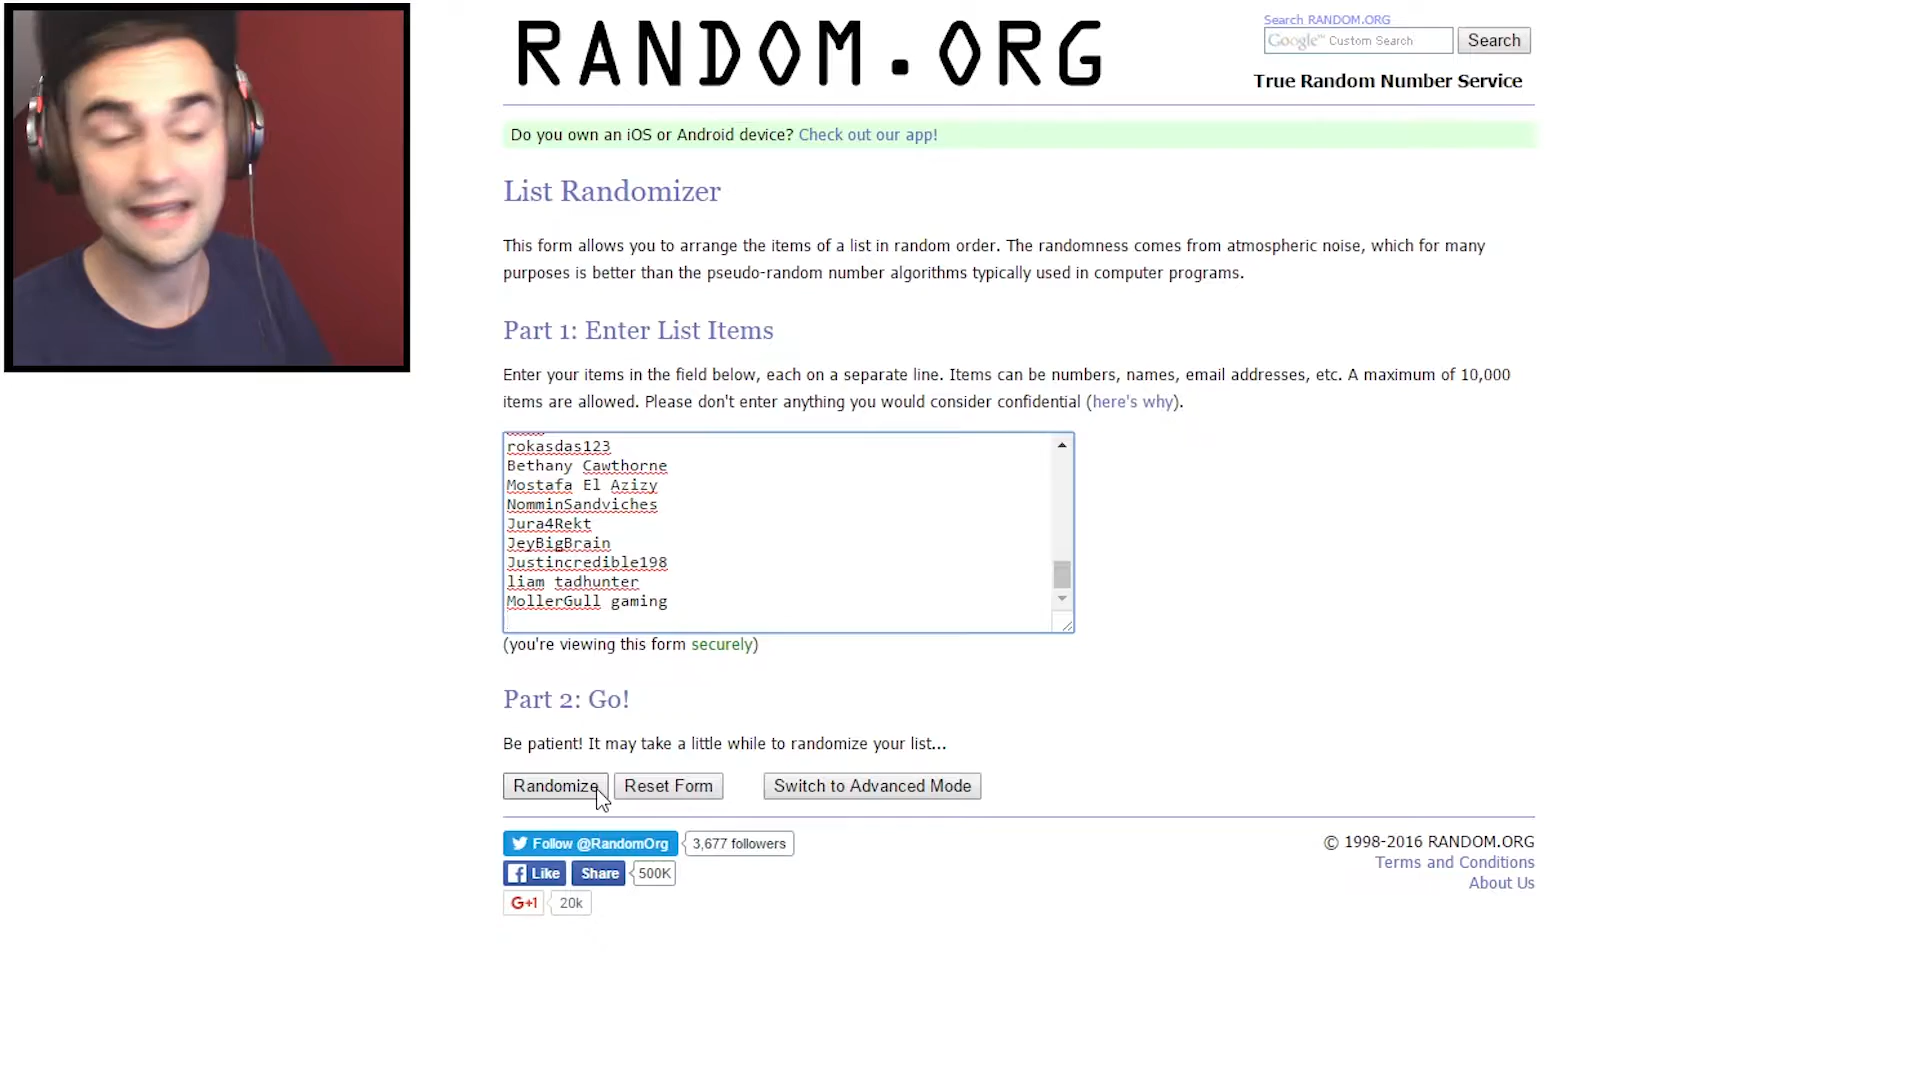 RANDOM.ORG
Search RANDOM.ORG
Google™ Custom Search
Search
True Random Number Service
Do you own an iOS or Android device? Check out our app!
List Randomizer
This form allows you to arrange the items of a list in random order. The randomness comes from atmospheric noise, which for many
purposes is better than the pseudo-random number algorithms typically used in computer programs.
Part 1: Enter List Items
Enter your items in the field below, each on a separate line. Items can be numbers, names, email addresses, etc. A maximum of 10,000
items are allowed. Please don't enter anything you would consider confidential (here's why).
rokasdas123
Bethany Cawthorne
Mostafa El Azizy
NomminSandviches
Jura4Rekt
JeyBigBrain
Justincredible198
liam tadhunter
MollerGull gaming
(you're viewing this form securely)
Part 2: Go!
Be patient! It may take a little while to randomize your list...
Randomize
Reset Form
Switch to Advanced Mode
Follow @RandomOrg
3,677 followers
Like
Share
500K
G+1
20k
© 1998-2016 RANDOM.ORG
Terms and Conditions
About Us